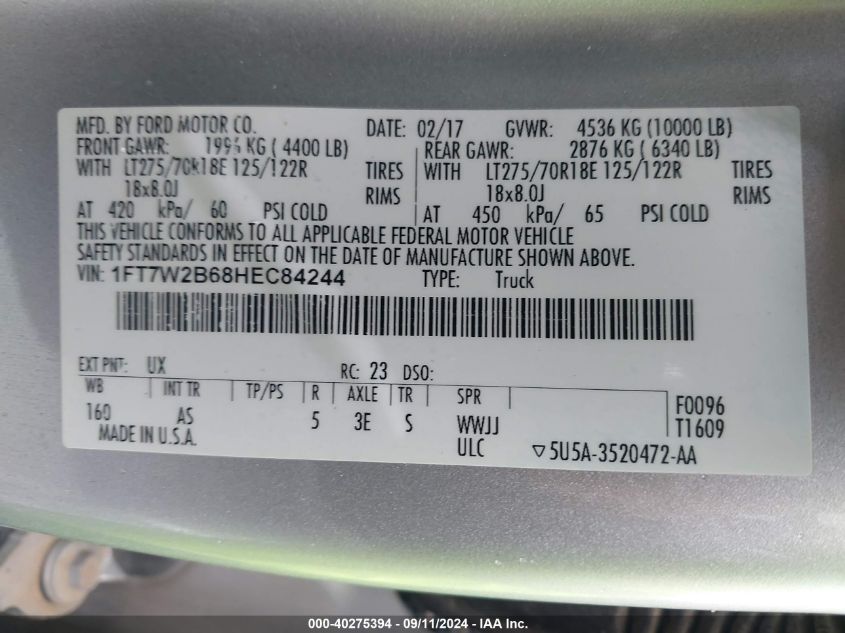 MFD. BY FORD MOTOR CO. DATE: 02/17 GVWR: 4536 KG (10000 LB)
FRONT GAWR: 1996 KG ( 4400 LB) REAR GAWR: 2876 KG ( 6340 LB)
WITH LT275/70R18E 125/122R TIRES WITH LT275/70R18E 125/122R TIRES
18x8.0J RIMS 18x8.0J RIMS
AT 420 kPa/ 60 PSI COLD AT 450 kPa/ 65 PSI COLD
THIS VEHICLE CONFORMS TO ALL APPLICABLE FEDERAL MOTOR VEHICLE
SAFETY STANDARDS IN EFFECT ON THE DATE OF MANUFACTURE SHOWN ABOVE.
VIN: 1FT7W2B68HEC84244 TYPE: Truck
EXT PNT: UX RC: 23 DSO:
WB INT TR TP/PS R AXLE TR SPR
160 AS 5 3E S WWJJ F0096
MADE IN U.S.A. ULC T1609
▽5U5A-3520472-AA
000-40275394 - 09/11/2024 - IAA Inc.